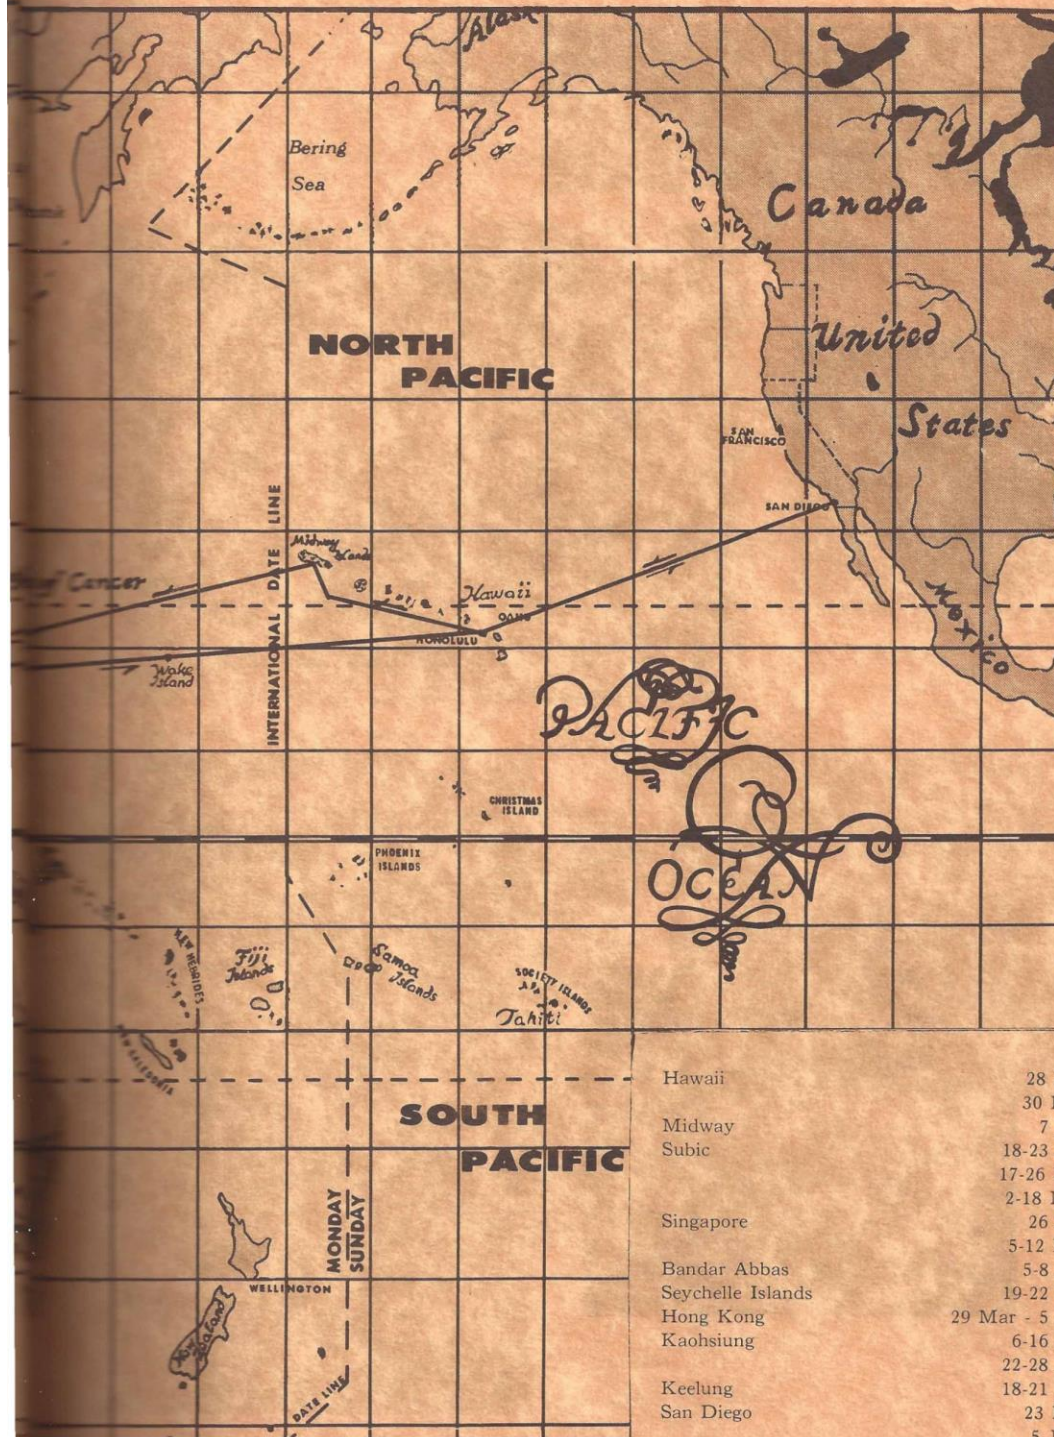 Alaska
Bering
Sea
Canada
NORTH
PACIFIC
United
States
SAN
FRANCISCO
SAN DIEGO
INTERNATIONAL DATE LINE
Midway
Islands
Cancer
Hawaii
OAHU
HONOLULU
Mexico
Wake
Island
PACIFIC
OCEAN
CHRISTMAS
ISLAND
PHOENIX
ISLANDS
NEW HEBRIDES
Fiji
Islands
Samoa
Islands
SOCIETY ISLANDS
Tahiti
CALEDONIA
SOUTH
PACIFIC
MONDAY
SUNDAY
WELLINGTON
New
Zealand
DATE LINE
Hawaii 28
30
Midway 7
Subic 18-23
17-26
2-18
Singapore 26
5-12
Bandar Abbas 5-8
Seychelle Islands 19-22
Hong Kong 29 Mar - 5
Kaohsiung 6-16
22-28
Keelung 18-21
San Diego 23